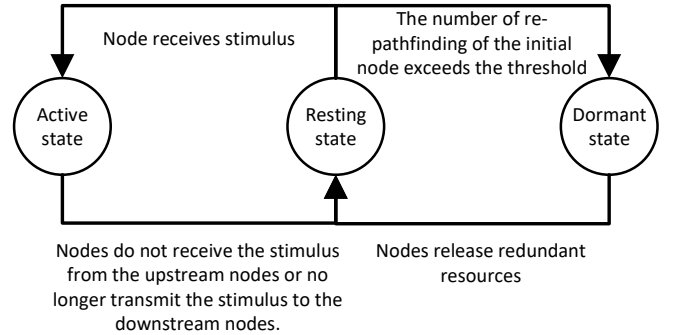 Node receives stimulus
The number of re-
pathfinding of the initial
node exceeds the threshold
Active
state
Resting
state
Dormant
state
Nodes do not receive the stimulus
from the upstream nodes or no
longer transmit the stimulus to the
downstream nodes.
Nodes release redundant
resources